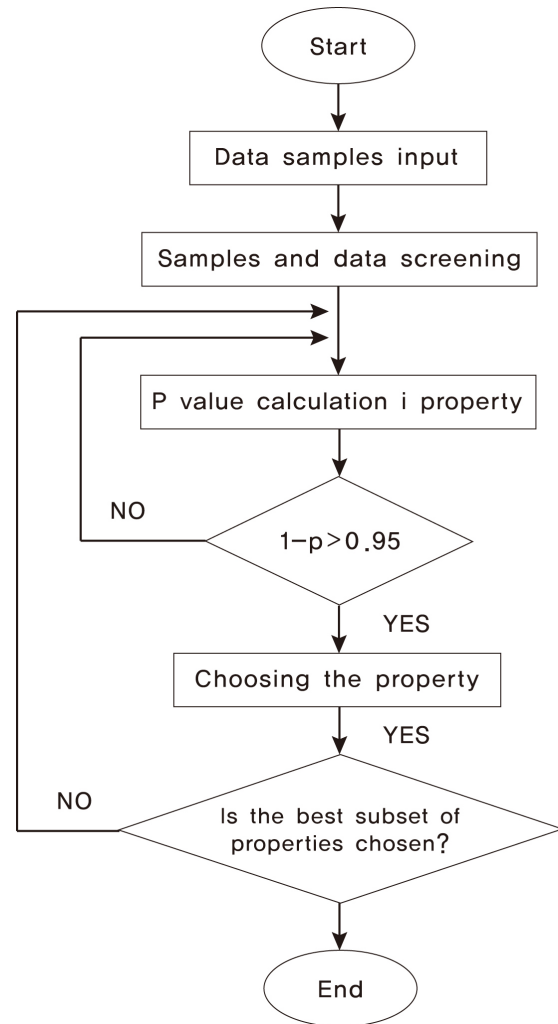 Start
Data samples input
Samples and data screening
P value calculation i property
NO
1-p>0.95
YES
Choosing the property
YES
NO
Is the best subset of
properties chosen?
End